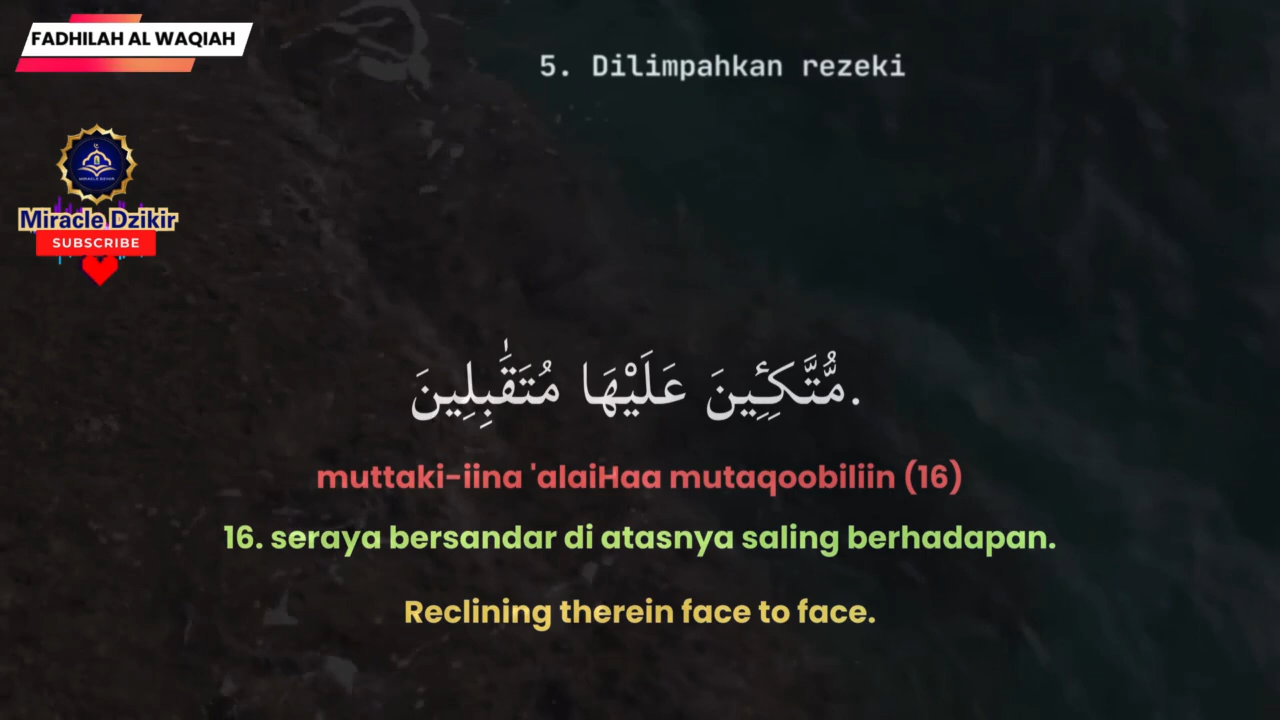 FADHILAH AL WAQIAH
5. Dilimpahkan rezeki
Miracle Dzikir
SUBSCRIBE
مُّتَّكِـِٔينَ عَلَيْهَا مُتَقَٰبِلِينَ.
muttaki-iina 'alaiHaa mutaqoobiliin (16)
16. seraya bersandar di atasnya saling berhadapan.
Reclining therein face to face.